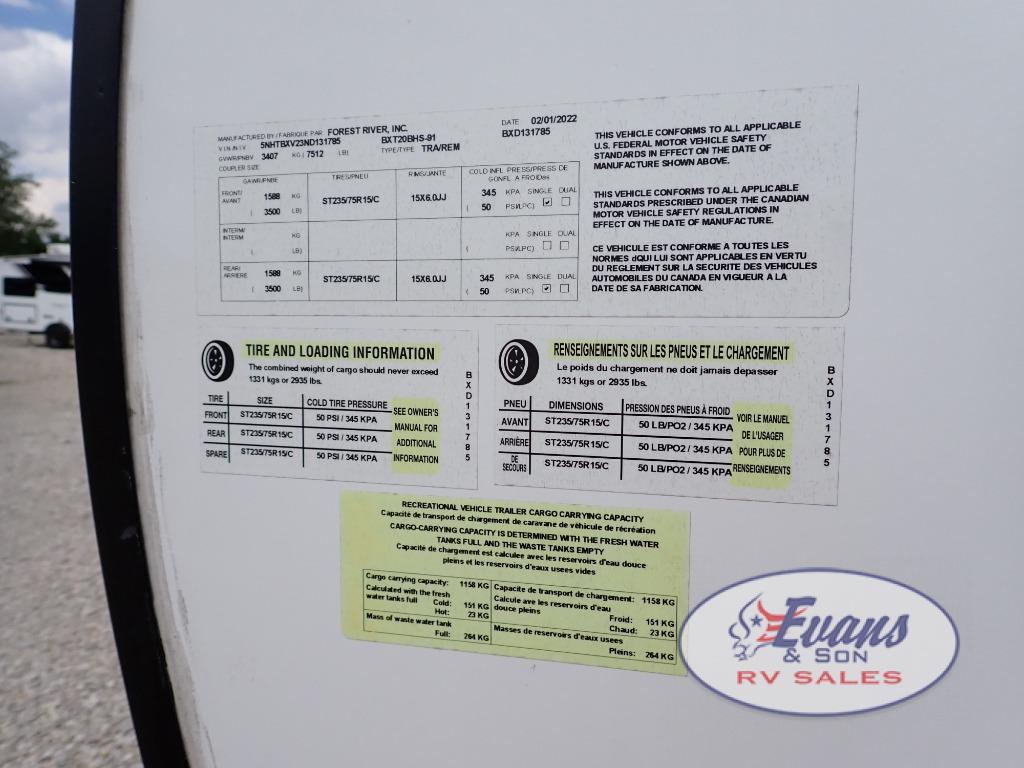 MANUFACTURED BY / FABRIQUE PAR FOREST RIVER, INC. DATE 02/01/2022
V I N /N I V 5NHTBXV23ND131785 BXT20BHS-91 BXD131785
GVWR/PNBV 3407 KG ( 7512 LB) TYPE/TYPE TRA/REM
COUPLER SIZE
GAWR/PNBE TIRES/PNEU RIMS/JANTE COLD INFL PRESS/PRESS DE GONFL A FROIDes
FRONT/ AVANT 1588 KG ST235/75R15/C 15X6.0JJ 345 KPA SINGLE DUAL
( 3500 LB) ( 50 PSI/LPC)
INTERM/ INTERM KG KPA SINGLE DUAL
( LB) ( PSI/LPC)
REAR/ ARRIERE 1588 KG ST235/75R15/C 15X6.0JJ 345 KPA SINGLE DUAL
( 3500 LB) ( 50 PSI/LPC)
THIS VEHICLE CONFORMS TO ALL APPLICABLE
U.S. FEDERAL MOTOR VEHICLE SAFETY
STANDARDS IN EFFECT ON THE DATE OF
MANUFACTURE SHOWN ABOVE.
THIS VEHICLE CONFORMS TO ALL APPLICABLE
STANDARDS PRESCRIBED UNDER THE CANADIAN
MOTOR VEHICLE SAFETY REGULATIONS IN
EFFECT ON THE DATE OF MANUFACTURE.
CE VEHICULE EST CONFORME A TOUTES LES
NORMES dQUI LUI SONT APPLICABLES EN VERTU
DU REGLEMENT SUR LA SECURITE DES VEHICULES
AUTOMOBILES DU CANADA EN VIGUEUR A LA
DATE DE SA FABRICATION.
TIRE AND LOADING INFORMATION
The combined weight of cargo should never exceed
1331 kgs or 2935 lbs.
TIRE SIZE COLD TIRE PRESSURE
FRONT ST235/75R15/C 50 PSI / 345 KPA
REAR ST235/75R15/C 50 PSI / 345 KPA
SPARE ST235/75R15/C 50 PSI / 345 KPA
SEE OWNER'S
MANUAL FOR
ADDITIONAL
INFORMATION
BXD131785
RENSEIGNEMENTS SUR LES PNEUS ET LE CHARGEMENT
Le poids du chargement ne doit jamais depasser
1331 kgs or 2935 lbs.
PNEU DIMENSIONS PRESSION DES PNEUS À FROID
AVANT ST235/75R15/C 50 LB/PO2 / 345 KPA
ARRIÈRE ST235/75R15/C 50 LB/PO2 / 345 KPA
DE SECOURS ST235/75R15/C 50 LB/PO2 / 345 KPA
VOIR LE MANUEL
DE L'USAGER
POUR PLUS DE
RENSEIGNEMENTS
BXD131785
RECREATIONAL VEHICLE TRAILER CARGO CARRYING CAPACITY
Capacité de transport de chargement de caravane de véhicule de récréation
CARGO-CARRYING CAPACITY IS DETERMINED WITH THE FRESH WATER
TANKS FULL AND THE WASTE TANKS EMPTY
Capacité de chargement est calculee avec les reservoirs d'eau douce
pleins et les reservoirs d'eaux usees vides
Cargo carrying capacity: 1158 KG
Calculated with the fresh
water tanks full Cold: 151 KG
Hot: 23 KG
Mass of waste water tank
Full: 264 KG
Capacite de transport de chargement: 1158 KG
Calcule ave les reservoirs d'eau
douce pleins Froid: 151 KG
Chaud: 23 KG
Masses de reservoirs d'eaux usees
Pleins: 264 KG
Evans
& SON
RV SALES